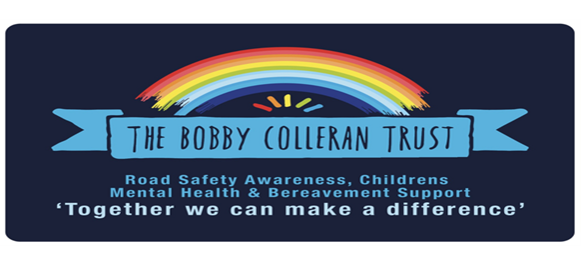 THE BOBBY COLLERAN TRUST
Road Safety Awareness, Childrens
Mental Health & Bereavement Support
‘Together we can make a difference’